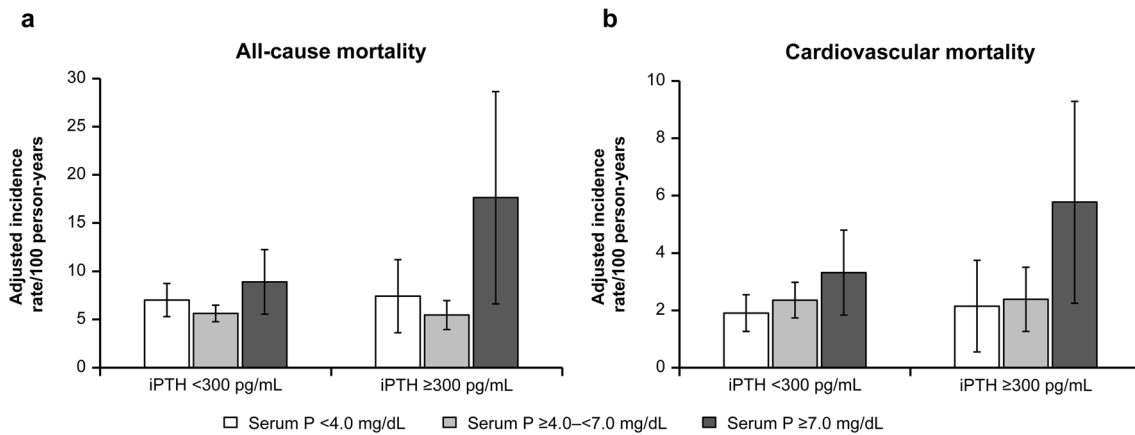 a
All-cause mortality
Adjusted incidence
rate/100 person-years
30
25
20
15
10
5
0
iPTH <300 pg/mL
iPTH ≥300 pg/mL
b
Cardiovascular mortality
Adjusted incidence
rate/100 person-years
10
8
6
4
2
0
iPTH <300 pg/mL
iPTH ≥300 pg/mL
Serum P <4.0 mg/dL
Serum P ≥4.0–<7.0 mg/dL
Serum P ≥7.0 mg/dL